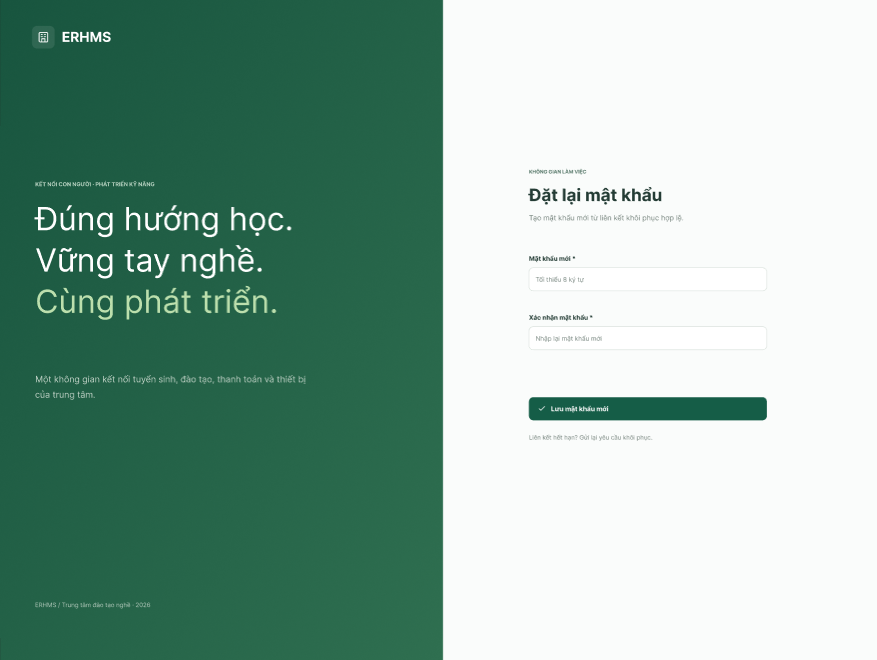 ERHMS
KẾT NỐI CON NGƯỜI · PHÁT TRIỂN KỸ NĂNG
Đúng hướng học.
Vững tay nghề.
Cùng phát triển.
Một không gian kết nối tuyển sinh, đào tạo, thanh toán và thiết bị
của trung tâm.
ERHMS / Trung tâm đào tạo nghề · 2026
KHÔNG GIAN LÀM VIỆC
Đặt lại mật khẩu
Tạo mật khẩu mới từ liên kết khôi phục hợp lệ.
Mật khẩu mới *
Tối thiểu 8 ký tự
Xác nhận mật khẩu *
Nhập lại mật khẩu mới
Lưu mật khẩu mới
Liên kết hết hạn? Gửi lại yêu cầu khôi phục.